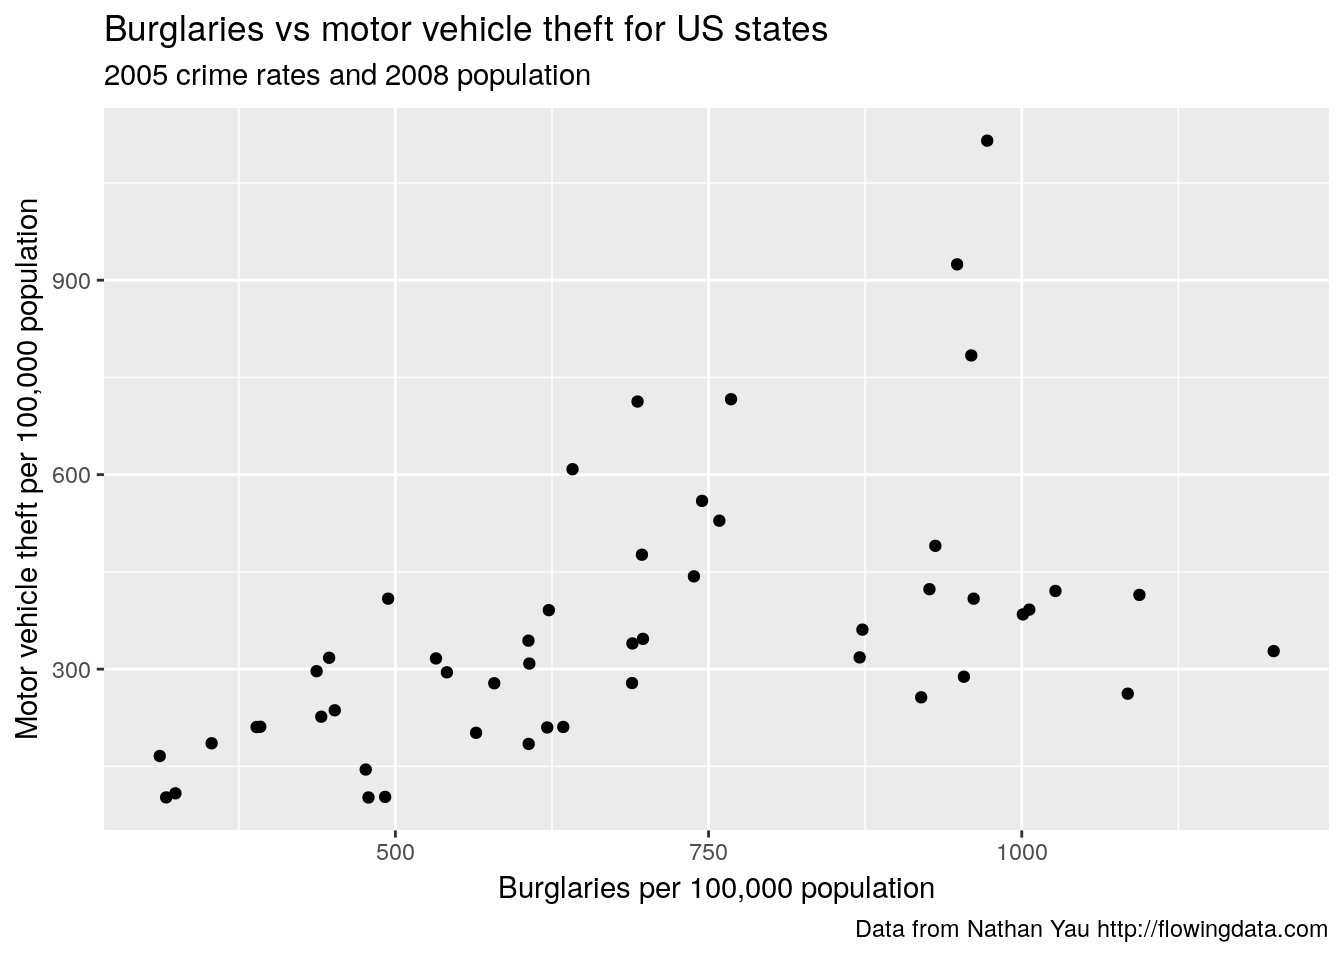 Burglaries vs motor vehicle theft for US states
2005 crime rates and 2008 population
Motor vehicle theft per 100,000 population
900
600
300
500
750
1000
Burglaries per 100,000 population
Data from Nathan Yau http://flowingdata.com